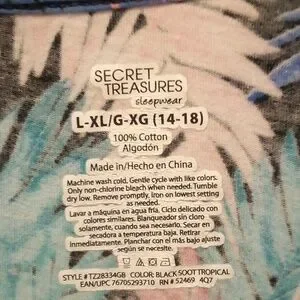 SECRET
TREASURES
sleepwear
L-XL/G-XG (14-18)
100% Cotton
Algodón
Made in/Hecho en China
Machine wash cold, Gentle cycle with like colors.
Only non-chlorine bleach when needed. Tumble
dry low. Remove promptly, Iron on lowest setting
as needed.
Lavar a máquina en agua fría. Ciclo delicado con
colores similares. Blanqueador sin cloro
solamente, cuando sea necesario. Secar en
secadora a temperatura baja. Retirar
inmediatamente. Planchar con el más bajo ajuste
según se necesite.
STYLE # TZ28334GB COLOR: BLACK SOOT TROPICAL
EAN/UPC 76705293710 RN # 52469 4Q7